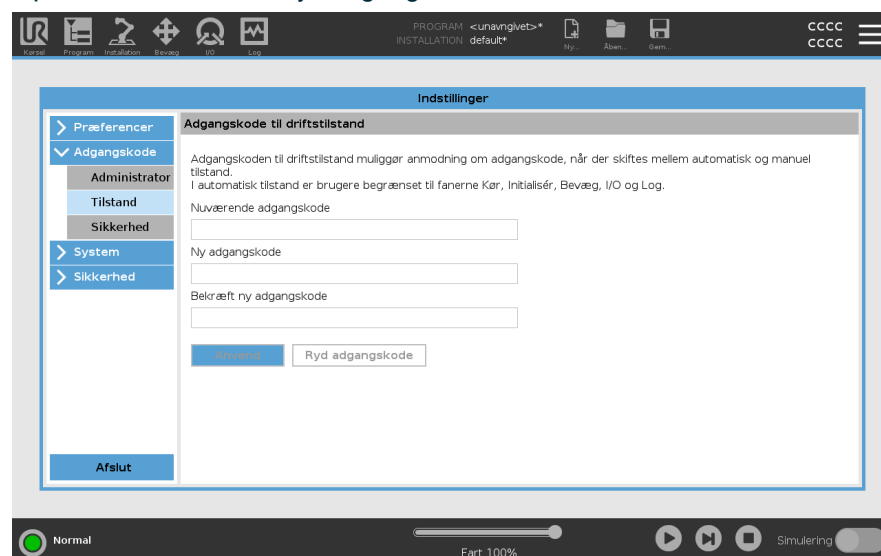 PROGRAM <unavngivet>*
INSTALLATION default*
CCCC
CCCC
Kørsel Program Installation Bevæg I/O Log Ny... Åben... Gem...
Indstillinger
Præferencer
Adgangskode
Administrator
Tilstand
Sikkerhed
System
Sikkerhed
Afslut
Adgangskode til driftstilstand
Adgangskoden til driftstilstand muliggør anmodning om adgangskode, når der skiftes mellem automatisk og manuel
tilstand.
I automatisk tilstand er brugere begrænset til fanerne Kør, Initialisér, Bevæg, I/O og Log.
Nuværende adgangskode
Ny adgangskode
Bekræft ny adgangskode
Anvend Ryd adgangskode
Normal
Fart 100%
Simulering